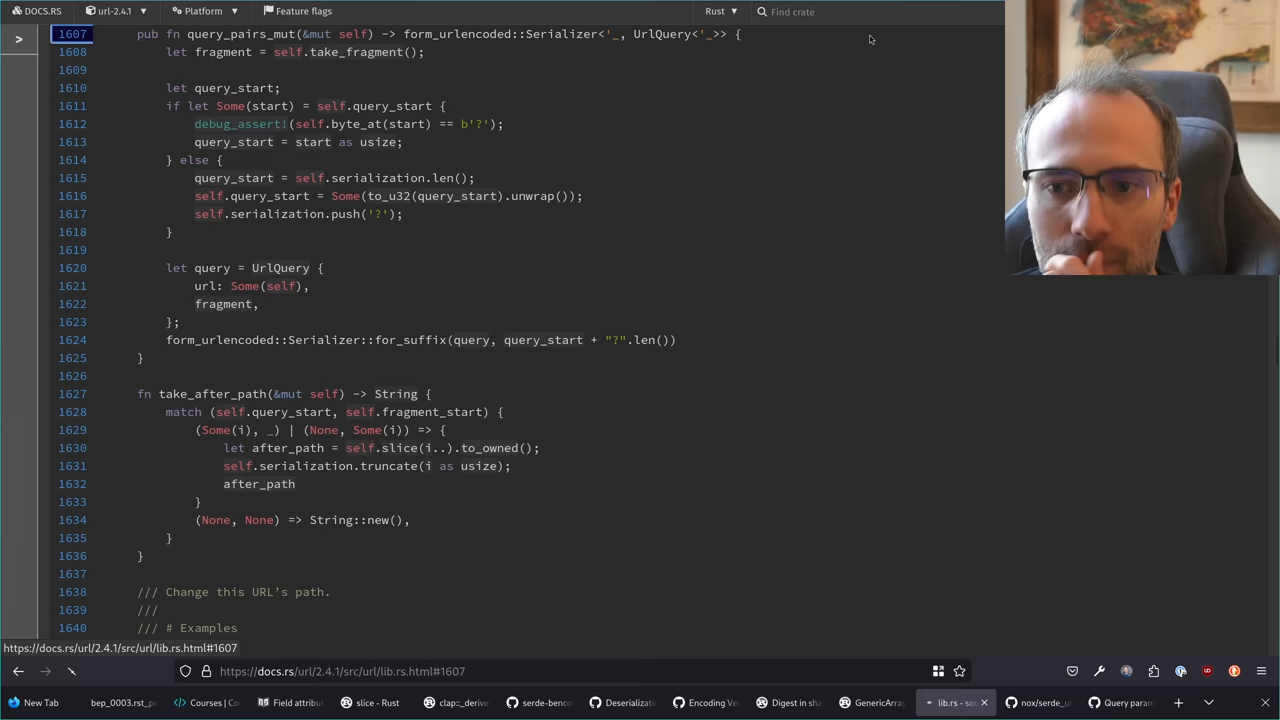 DOCS.RS url-2.4.1 Platform Feature flags Rust Find crate
>
1607 pub fn query_pairs_mut(&mut self) -> form_urlencoded::Serializer<'_, UrlQuery<'_>> {
1608 let fragment = self.take_fragment();
1609
1610 let query_start;
1611 if let Some(start) = self.query_start {
1612 debug_assert!(self.byte_at(start) == b'?');
1613 query_start = start as usize;
1614 } else {
1615 query_start = self.serialization.len();
1616 self.query_start = Some(to_u32(query_start).unwrap());
1617 self.serialization.push('?');
1618 }
1619
1620 let query = UrlQuery {
1621 url: Some(self),
1622 fragment,
1623 };
1624 form_urlencoded::Serializer::for_suffix(query, query_start + "?".len())
1625 }
1626
1627 fn take_after_path(&mut self) -> String {
1628 match (self.query_start, self.fragment_start) {
1629 (Some(i), _) | (None, Some(i)) => {
1630 let after_path = self.slice(i..).to_owned();
1631 self.serialization.truncate(i as usize);
1632 after_path
1633 }
1634 (None, None) => String::new(),
1635 }
1636 }
1637
1638 /// Change this URL's path.
1639 ///
1640 /// # Examples
https://docs.rs/url/2.4.1/src/url/lib.rs.html#1607
https://docs.rs/url/2.4.1/src/url/lib.rs.html#1607
New Tab bep_0003.rst_po Courses | Co Field attribut slice - Rust clap::_derive serde-benco Deserializati Encoding Ve Digest in sha GenericArray lib.rs - sou nox/serde_u Query param